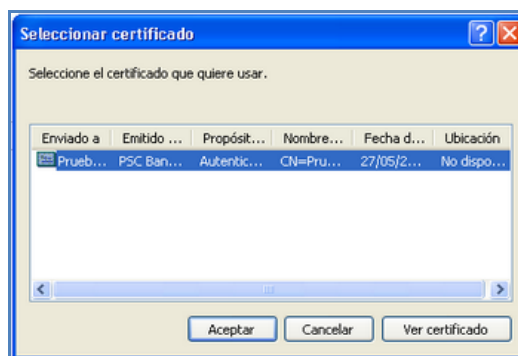 Seleccionar certificado
Seleccione el certificado que quiere usar.
Enviado a Emitido ... Propósit... Nombre... Fecha d... Ubicación
Prueb... PSC Ban... Autentic... CN=Pru... 27/05/2... No dispo...
Aceptar Cancelar Ver certificado